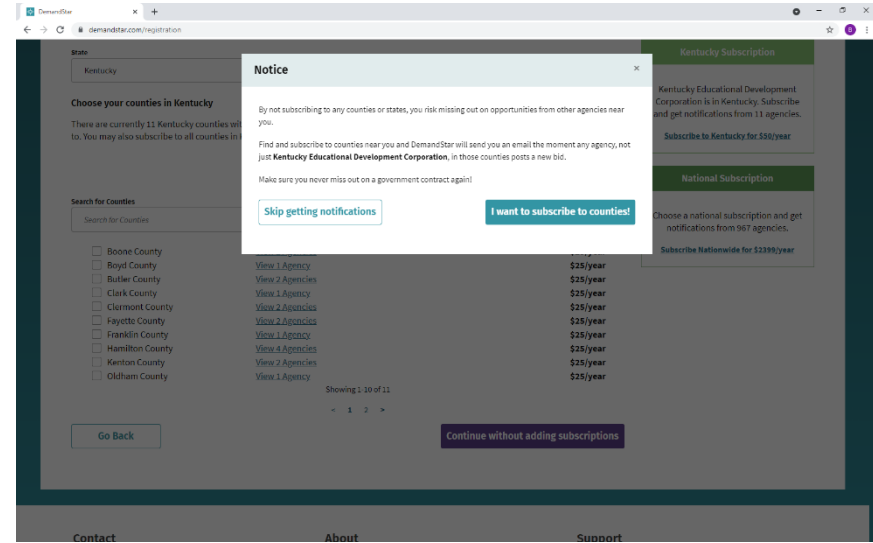 DemandStar
demandstar.com/registration
B
State
Kentucky
Choose your counties in Kentucky
There are currently 11 Kentucky counties wit
to. You may also subscribe to all counties in
Search for Counties
Search for Counties
Notice ×
By not subscribing to any counties or states, you risk missing out on opportunities from other agencies near
you.
Find and subscribe to counties near you and DemandStar will send you an email the moment any agency, not
just Kentucky Educational Development Corporation, in those counties posts a new bid.
Make sure you never miss out on a government contract again!
Skip getting notifications
I want to subscribe to counties!
Boone County
Boyd County View 1 Agency $25/year
Butler County View 2 Agencies $25/year
Clark County View 1 Agency $25/year
Clermont County View 2 Agencies $25/year
Fayette County View 2 Agencies $25/year
Franklin County View 1 Agency $25/year
Hamilton County View 4 Agencies $25/year
Kenton County View 2 Agencies $25/year
Oldham County View 1 Agency $25/year
Showing 1-10 of 11
< 1 2 >
Go Back
Continue without adding subscriptions
Kentucky Subscription
Kentucky Educational Development
Corporation is in Kentucky. Subscribe
and get notifications from 11 agencies.
Subscribe to Kentucky for $50/year
National Subscription
Choose a national subscription and get
notifications from 967 agencies.
Subscribe Nationwide for $2399/year
Contact
About
Support